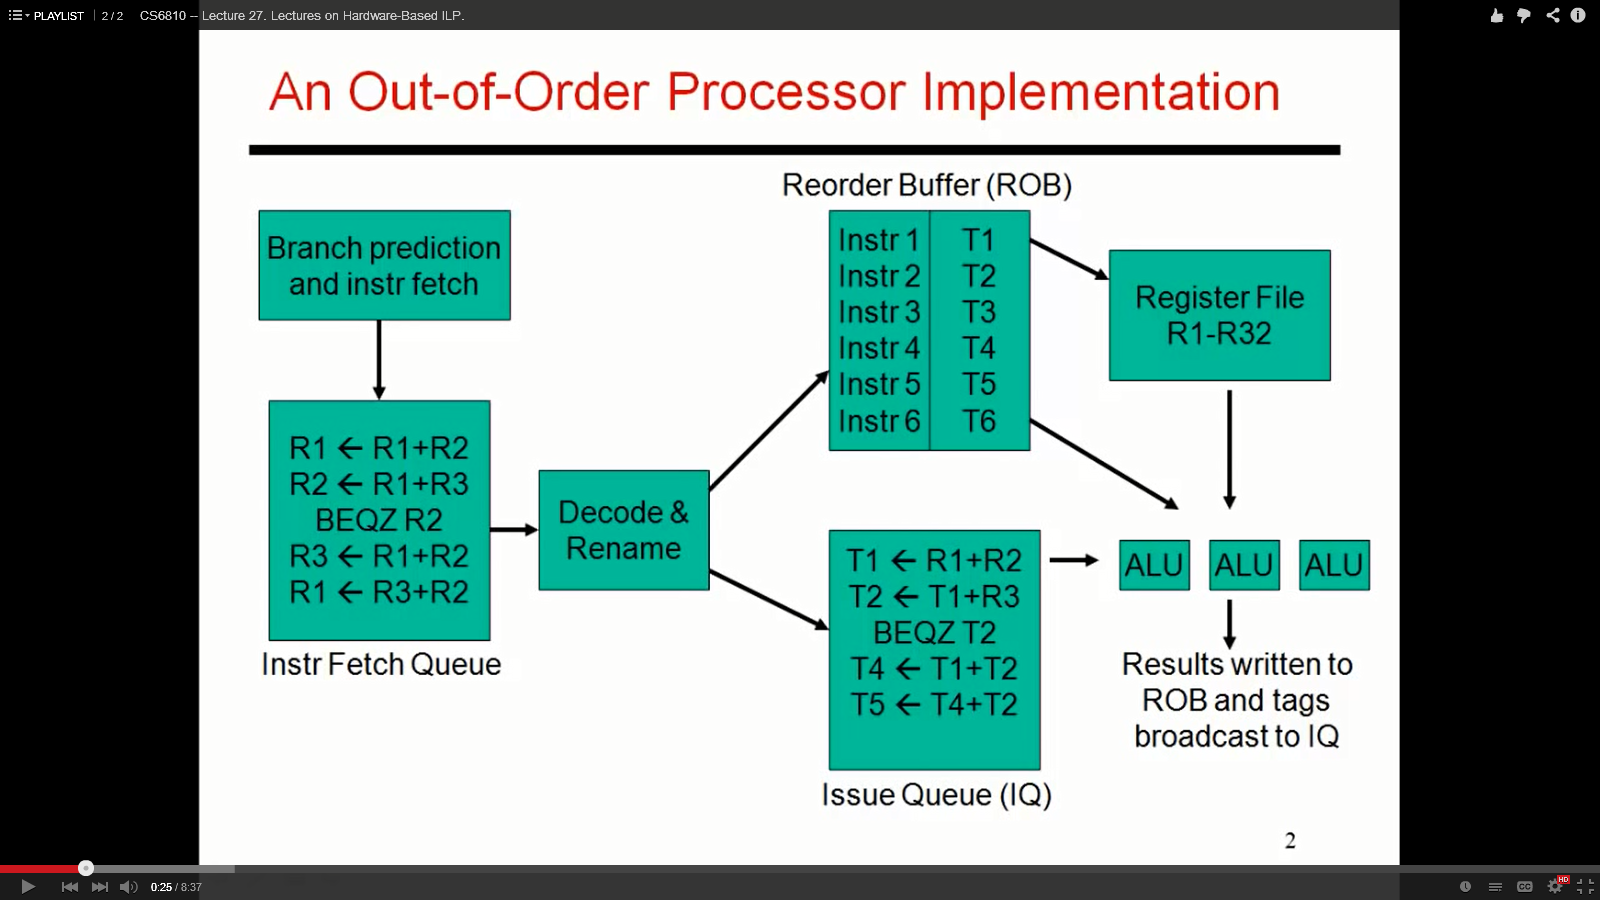 PLAYLIST 2 / 2 CS6810 -- Lecture 27. Lectures on Hardware-Based ILP.
An Out-of-Order Processor Implementation
Branch prediction
and instr fetch
R1 ← R1+R2
R2 ← R1+R3
BEQZ R2
R3 ← R1+R2
R1 ← R3+R2
Instr Fetch Queue
Decode &
Rename
Reorder Buffer (ROB)
Instr 1 T1
Instr 2 T2
Instr 3 T3
Instr 4 T4
Instr 5 T5
Instr 6 T6
Register File
R1-R32
T1 ← R1+R2
T2 ← T1+R3
BEQZ T2
T4 ← T1+T2
T5 ← T4+T2
Issue Queue (IQ)
ALU ALU ALU
Results written to
ROB and tags
broadcast to IQ
2
0:25 / 8:37
CC
HD